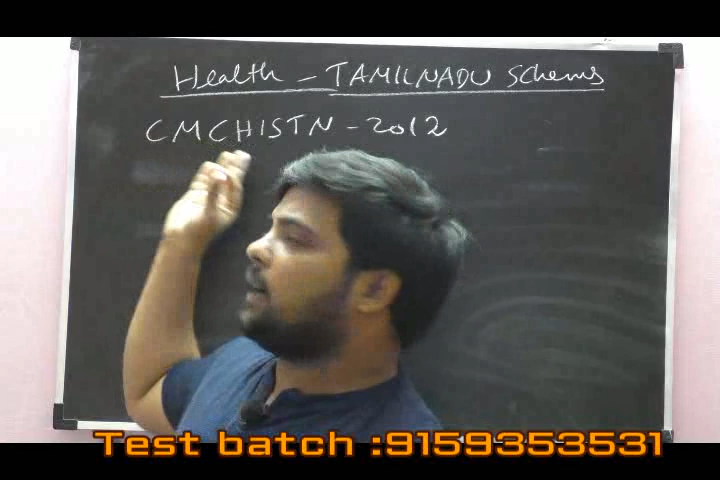 Health - TAMILNADU Schems
CMCHISTN - 2012
Test batch :9159353531